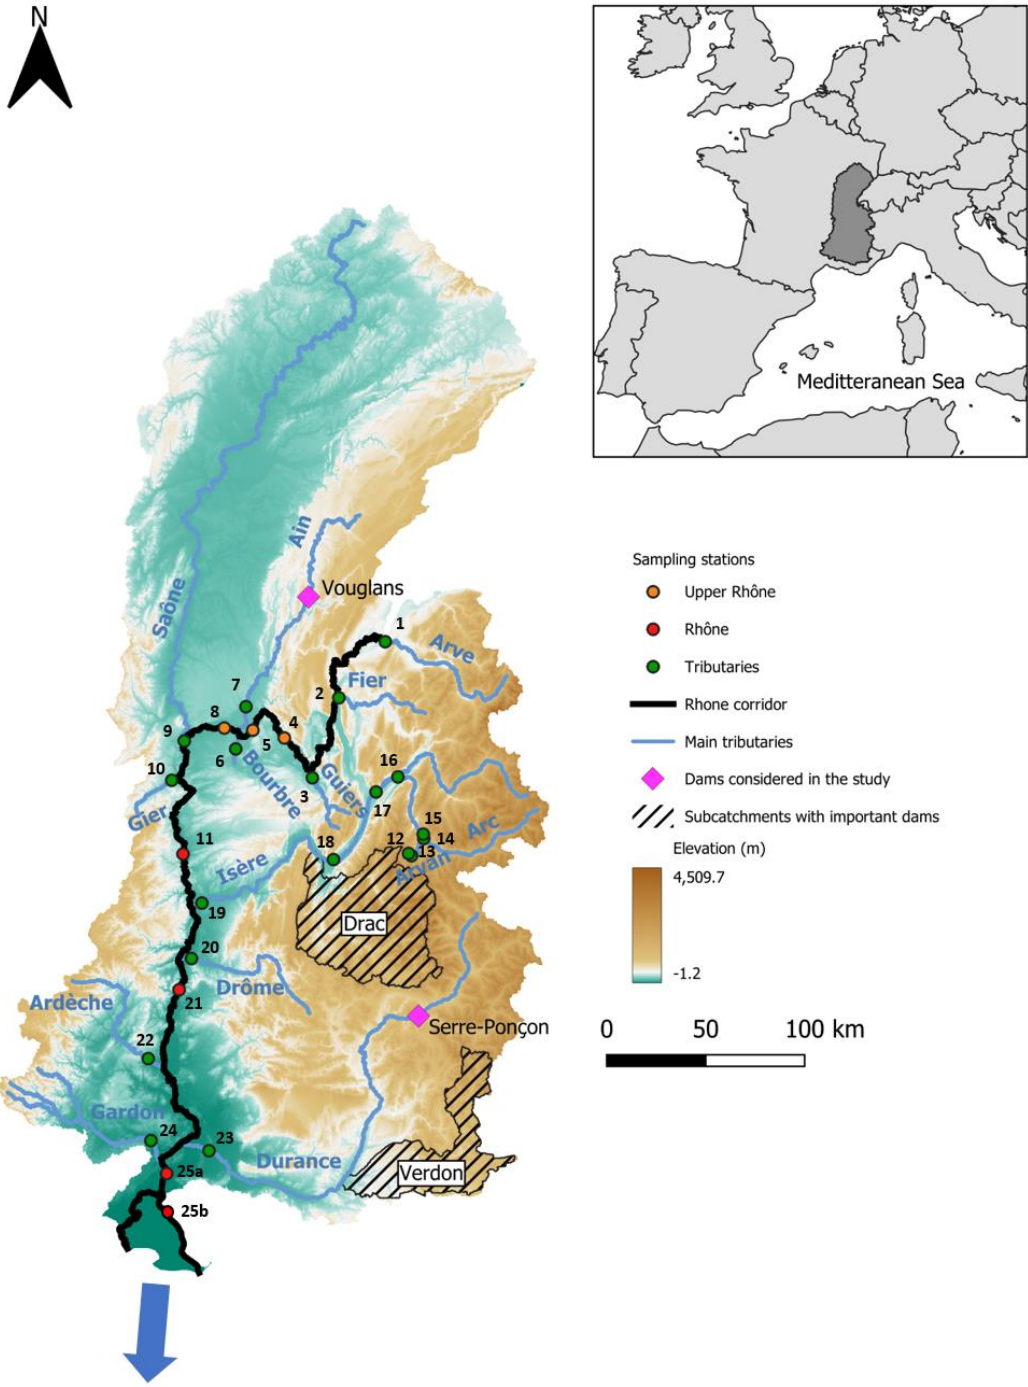 N
Meditteranean Sea
Ain
Vouglans
Saône
1
Arve
Fier
2
7
8
4
9
5
6
Bourbre
Guiers
3
10
Gier
16
17
11
15
14
Arc
12
13
Arvan
18
Isère
19
Drac
20
Drôme
Ardèche
21
Serre-Ponçon
22
Gardon
24
23
Durance
Verdon
25a
25b
Sampling stations
Upper Rhône
Rhône
Tributaries
Rhone corridor
Main tributaries
Dams considered in the study
Subcatchments with important dams
Elevation (m)
4,509.7
-1.2
0 50 100 km